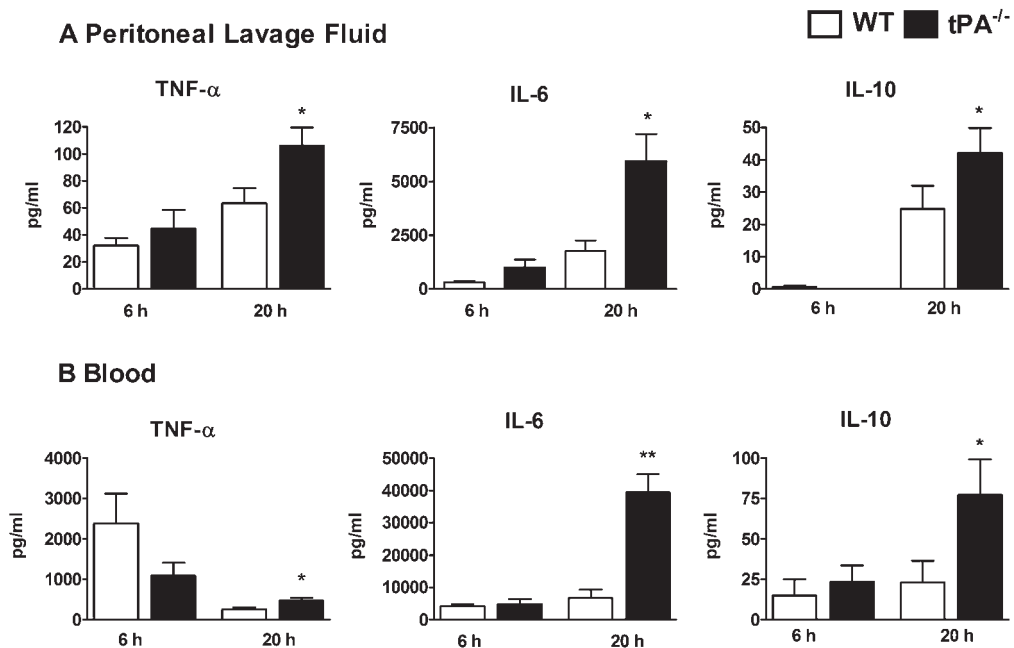 WT tPA-/-
A Peritoneal Lavage Fluid
TNF-α
pg/ml
120
100
80
60
40
20
0
6 h 20 h
*
IL-6
pg/ml
7500
5000
2500
0
6 h 20 h
*
IL-10
pg/ml
50
40
30
20
10
0
6 h 20 h
*
B Blood
TNF-α
pg/ml
4000
3000
2000
1000
0
6 h 20 h
*
IL-6
pg/ml
50000
40000
30000
20000
10000
0
6 h 20 h
**
IL-10
pg/ml
100
75
50
25
0
6 h 20 h
*